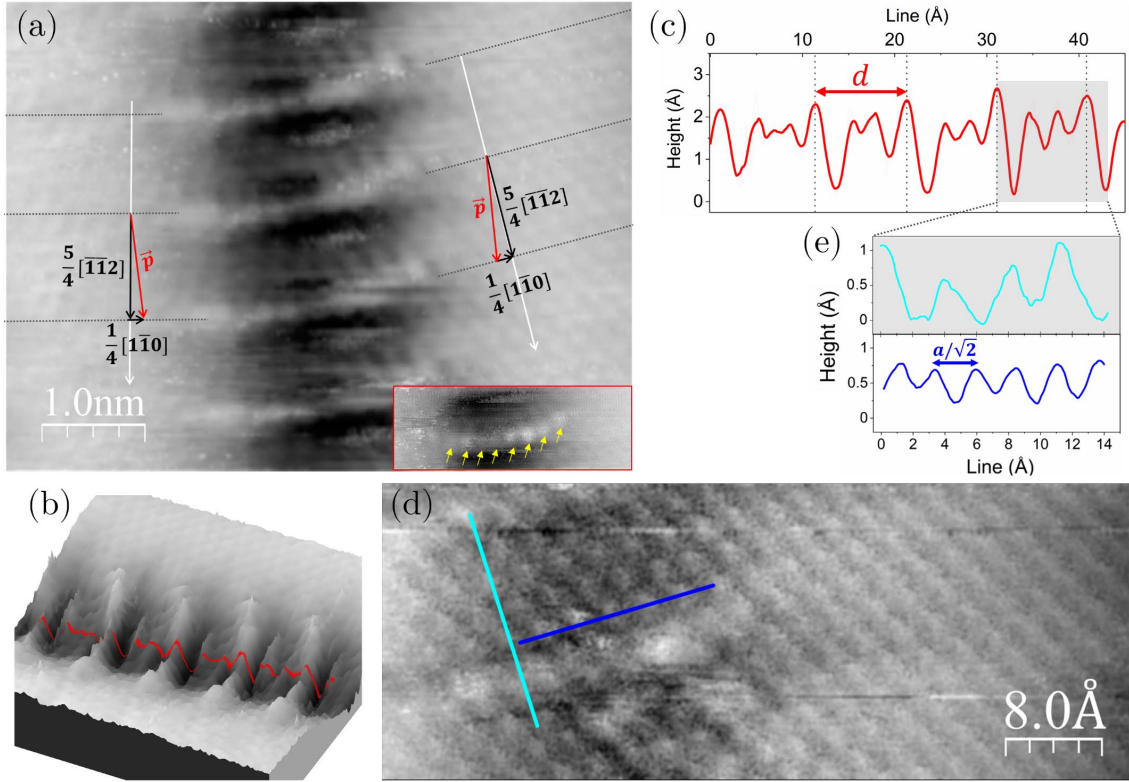 (a)
5/4 [1̅1̅2]
p⃗
1/4 [11̅0]
1.0nm
p⃗
5/4 [1̅1̅2]
1/4 [11̅0]
(c)
Line (Å)
0 10 20 30 40
Height (Å)
3
2
1
0
d
(e)
Height (Å)
1
0.5
0
1
0.5
0
a/√2
0 2 4 6 8 10 12 14
Line (Å)
(b)
(d)
8.0Å